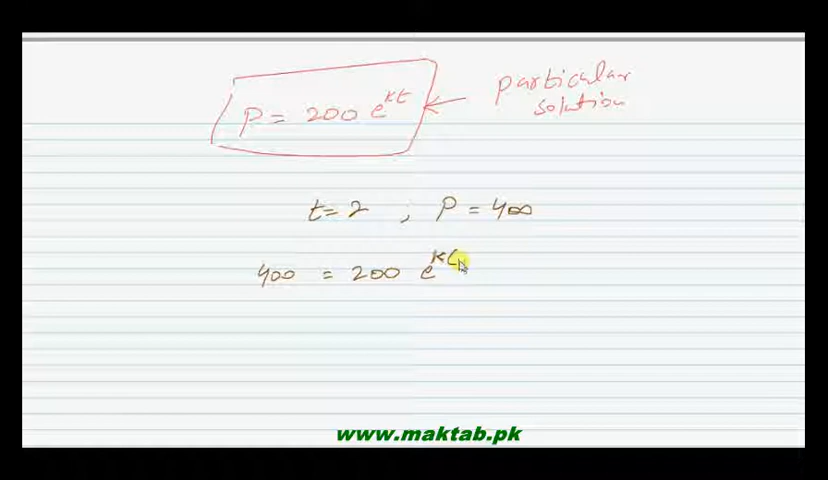 P = 200 e^kt ← particular
solution
t = 2 ; P = 400
400 = 200 e^k(
www.maktab.pk